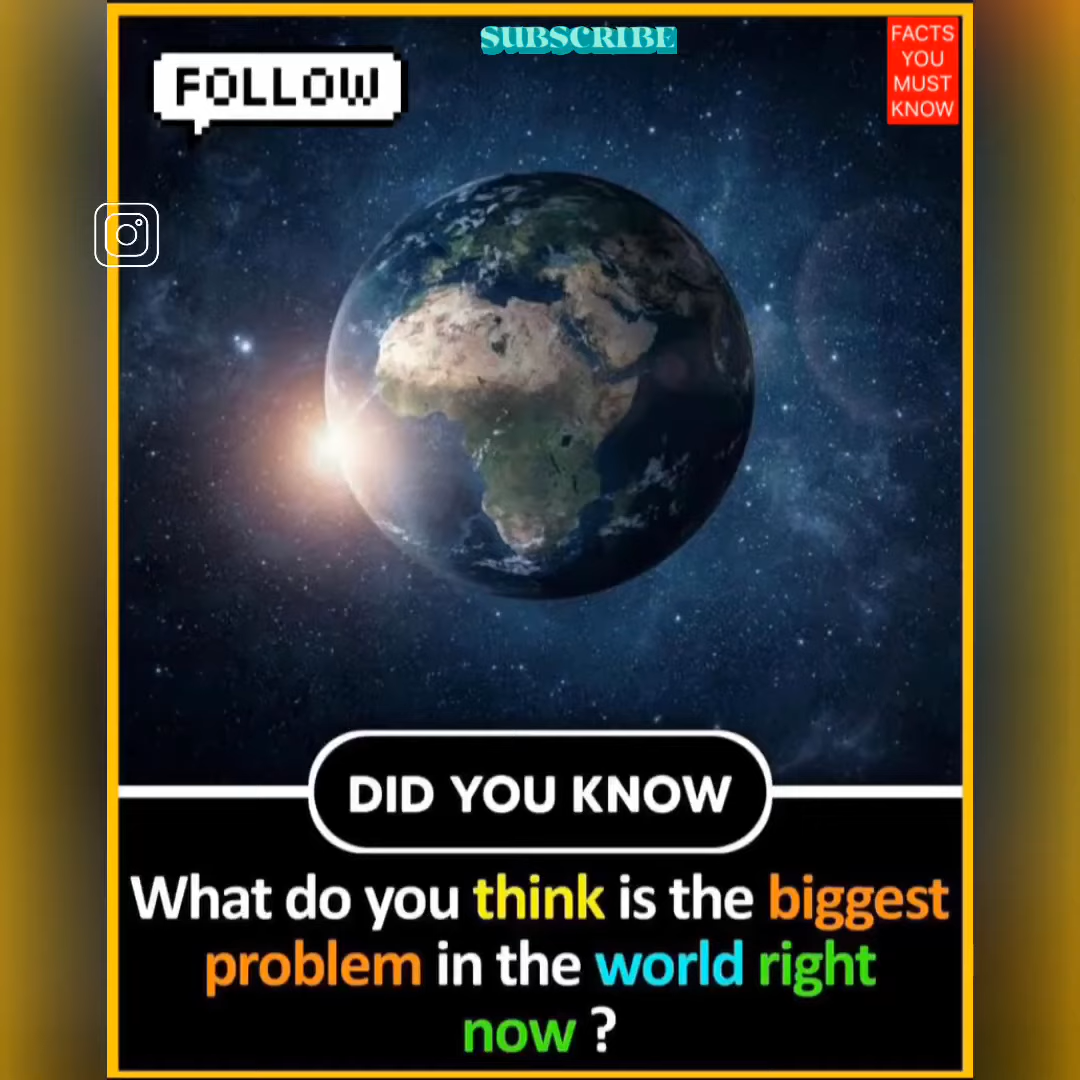 SUBSCRIBE
FOLLOW
FACTS
YOU
MUST
KNOW
DID YOU KNOW
What do you think is the biggest
problem in the world right
now ?